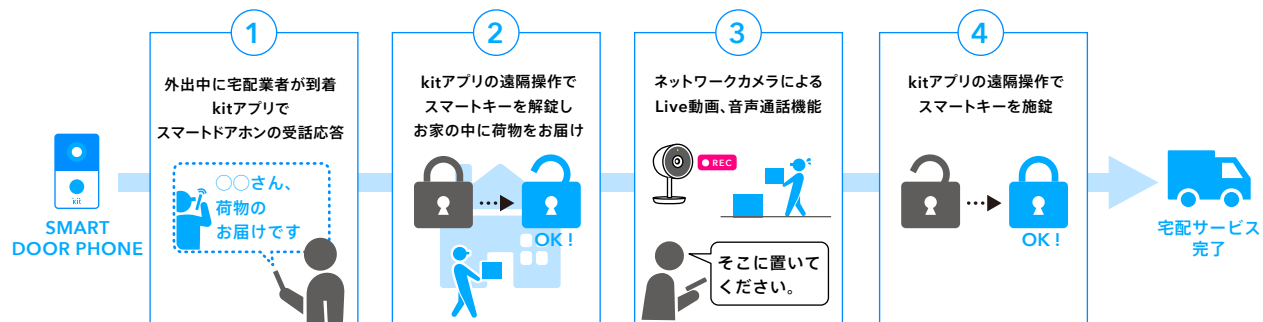 kit
SMART
DOOR PHONE
1
外出中に宅配業者が到着
kitアプリで
スマートドアホンの受話応答
○○さん、
荷物の
お届けです
2
kitアプリの遠隔操作で
スマートキーを解錠し
お家の中に荷物をお届け
OK !
3
ネットワークカメラによる
Live動画、音声通話機能
REC
そこに置いて
ください。
4
kitアプリの遠隔操作で
スマートキーを施錠
OK !
宅配サービス
完了